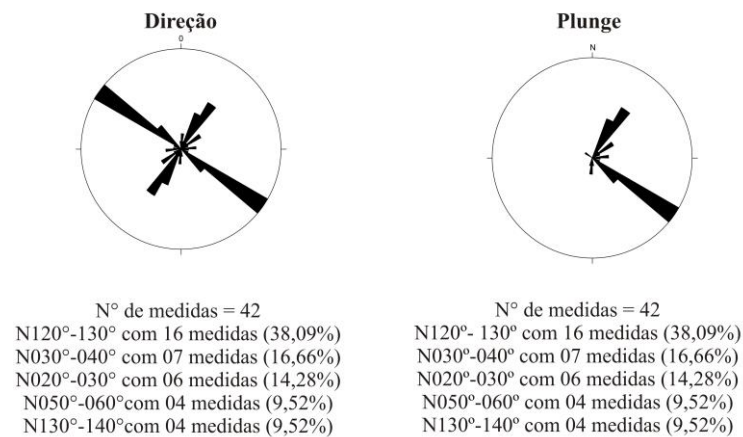 Direção
0
N° de medidas = 42
N120°-130° com 16 medidas (38,09%)
N030°-040° com 07 medidas (16,66%)
N020°-030° com 06 medidas (14,28%)
N050°-060°com 04 medidas (9,52%)
N130°-140°com 04 medidas (9,52%)
Plunge
N
N° de medidas = 42
N120º- 130º com 16 medidas (38,09%)
N030º-040º com 07 medidas (16,66%)
N020º-030º com 06 medidas (14,28%)
N050º-060º com 04 medidas (9,52%)
N130º-140º com 04 medidas (9,52%)